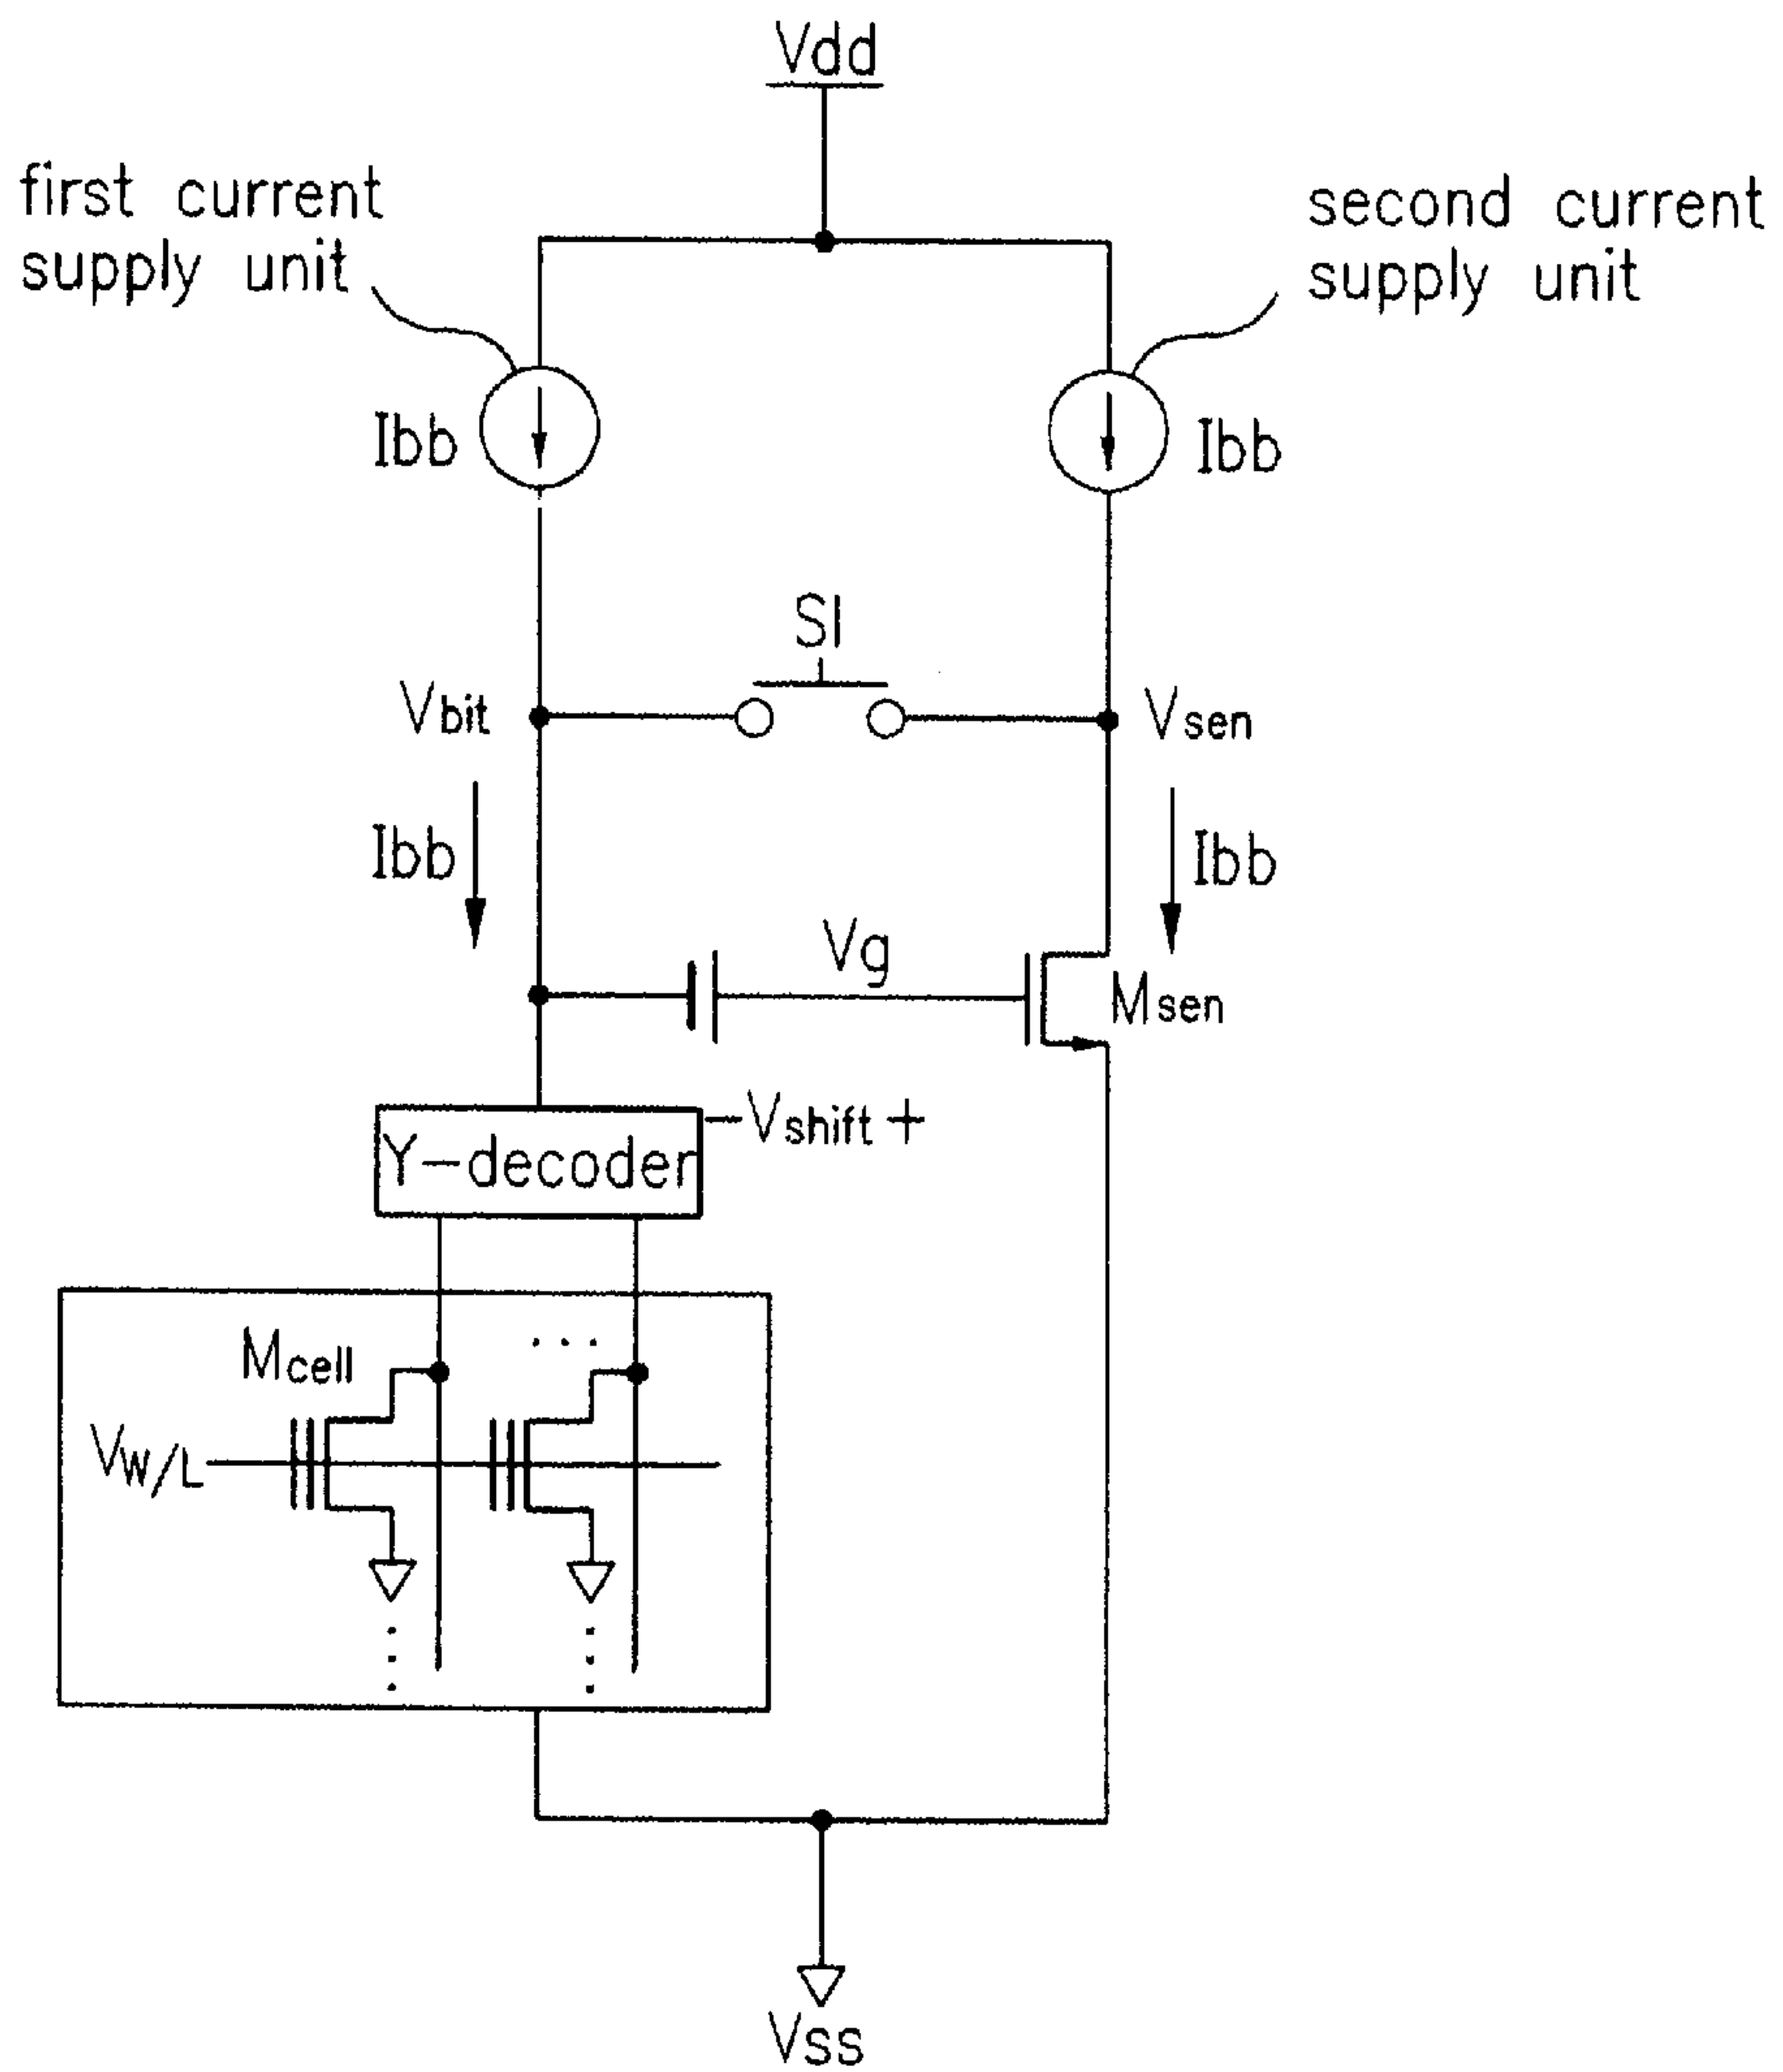 Vdd
first current
supply unit
second current
supply unit
Ibb
Ibb
SI
Vbit
Vsen
Ibb
Ibb
Vg
Msen
-Vshift +
Y-decoder
Mcell
...
VW/L
Vss